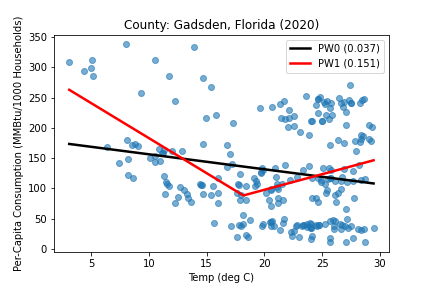 County: Gadsden, Florida (2020)
Per-Capita Consumption (MMBtu/1000 Households)
350
300
250
200
150
100
50
0
PW0 (0.037)
PW1 (0.151)
5 10 15 20 25 30
Temp (deg C)